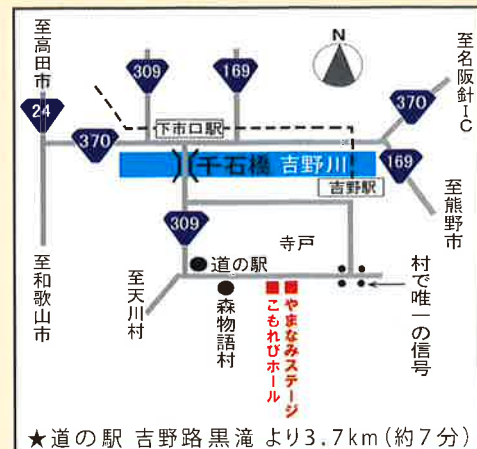 至高田市
309
169
N
至名阪針IC
24
370
370
下市口駅
千石橋 吉野川
169
吉野駅
至熊野市
309
寺戸
道の駅
至和歌山市
至天川村
森物語村
こもれびホール
やまなみステージ
村で唯一の信号
★道の駅 吉野路黒滝 より3.7km(約7分)